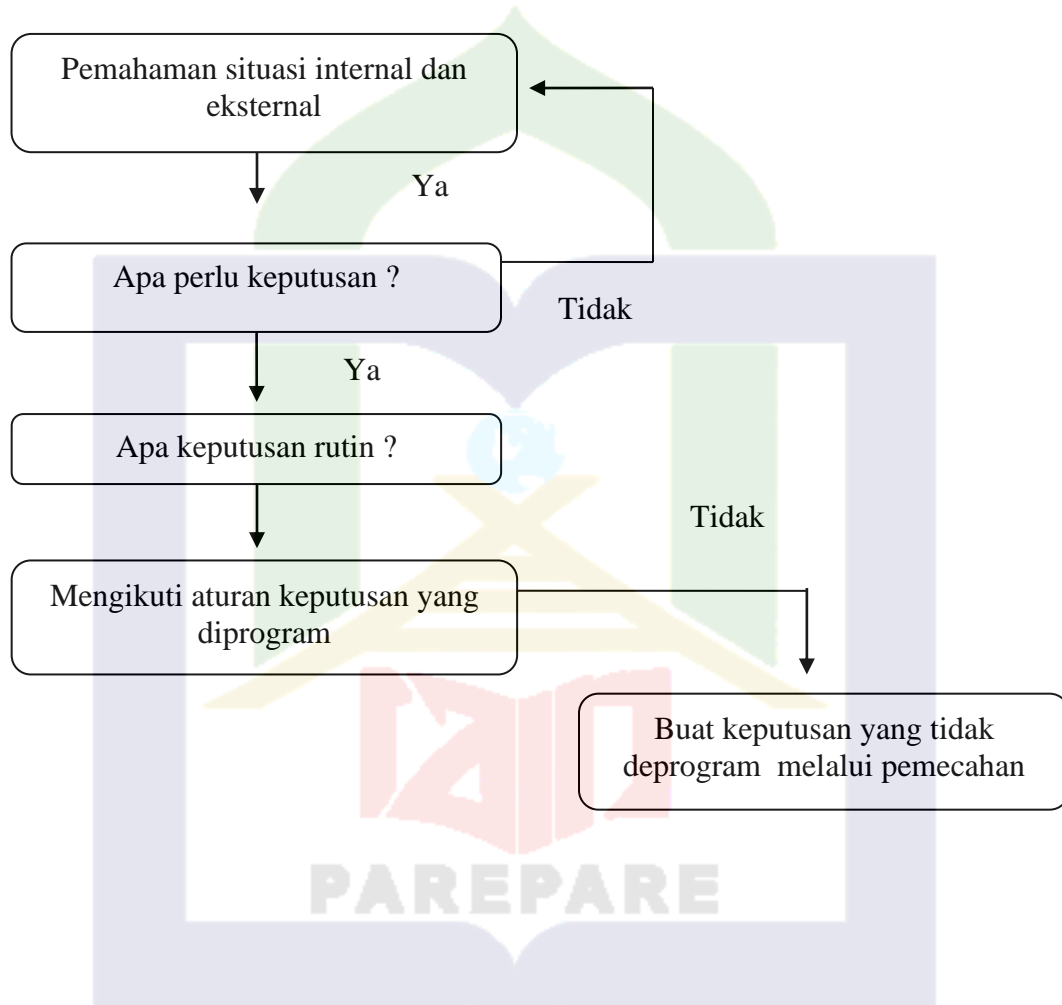 Pemahaman situasi internal dan
eksternal
Ya
Apa perlu keputusan ?
Tidak
Ya
Apa keputusan rutin ?
Tidak
Mengikuti aturan keputusan yang
diprogram
Buat keputusan yang tidak
deprogram  melalui pemecahan
PAREPARE